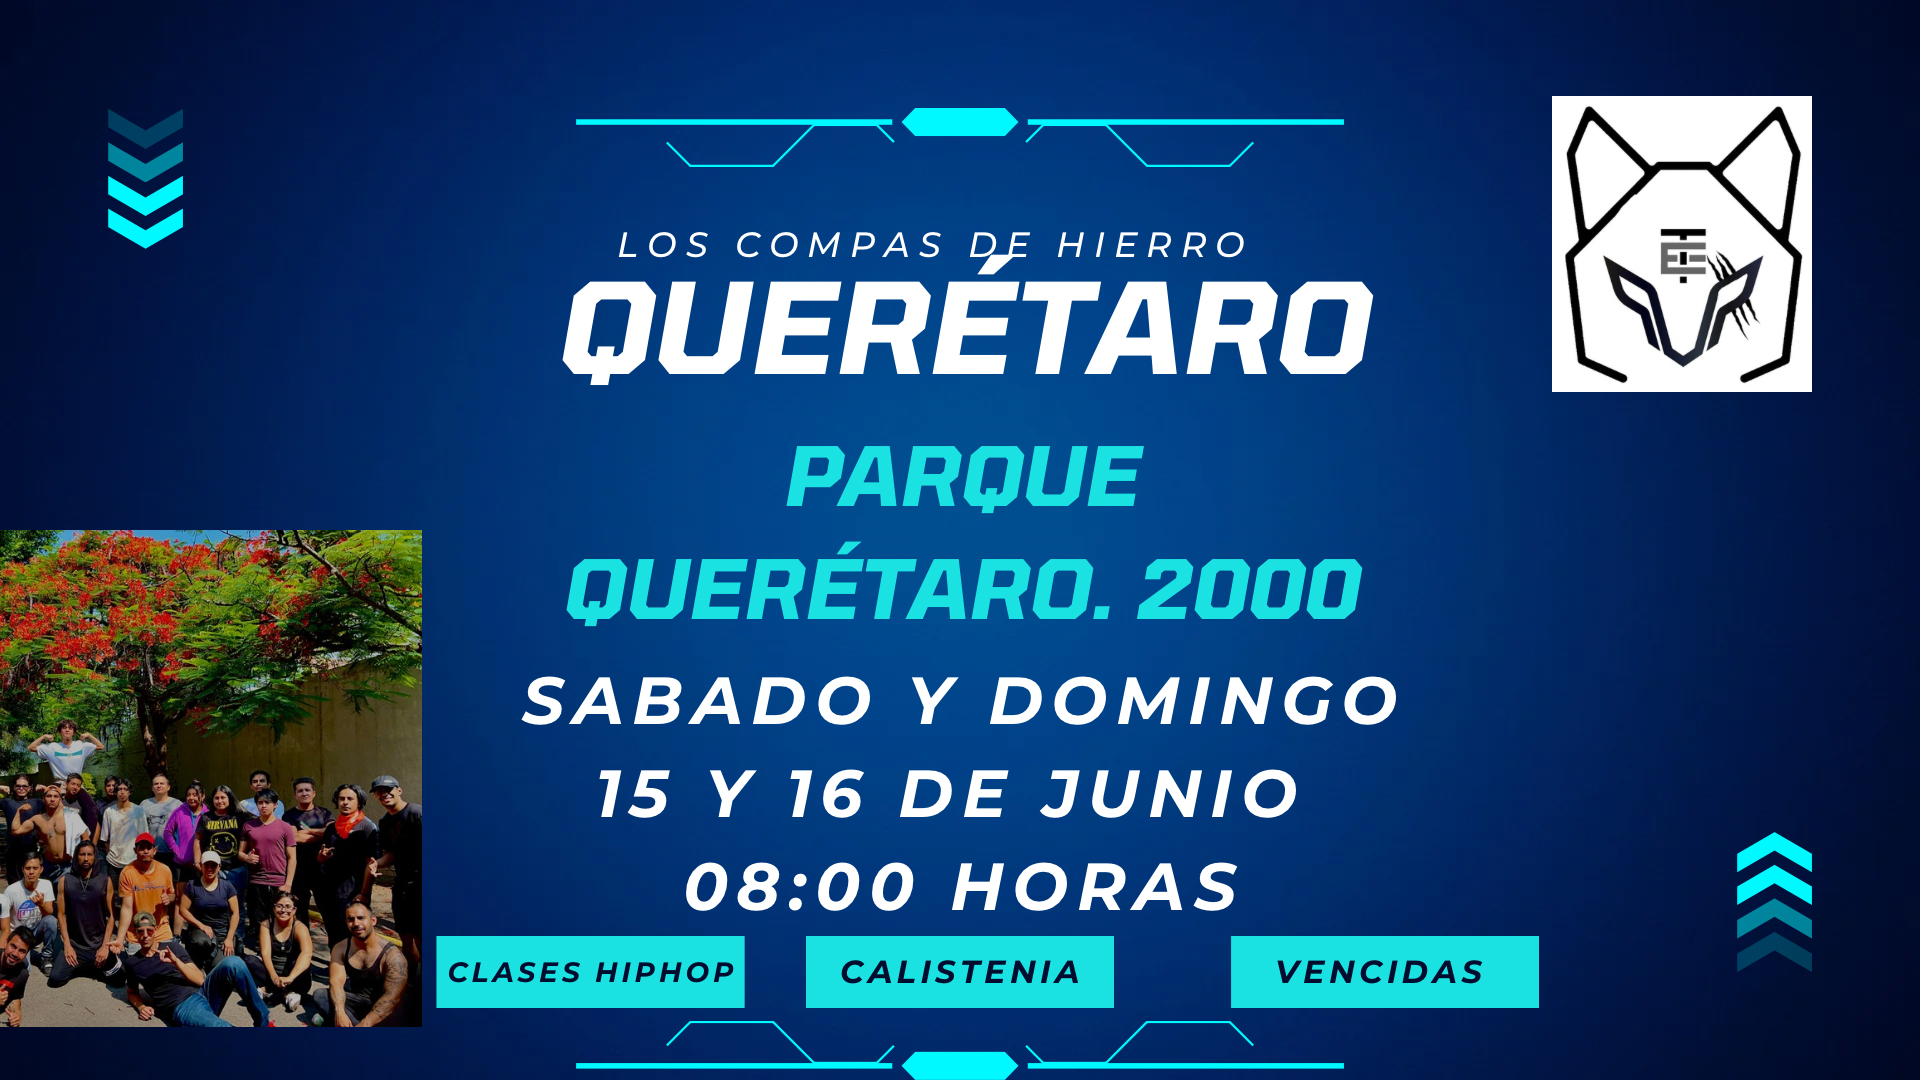 LOS COMPAS DE HIERRO
QUERÉTARO
PARQUE
QUERÉTARO. 2000
SABADO Y DOMINGO
15 Y 16 DE JUNIO
08:00 HORAS
NIRVANA
CLASES HIPHOP
CALISTENIA
VENCIDAS